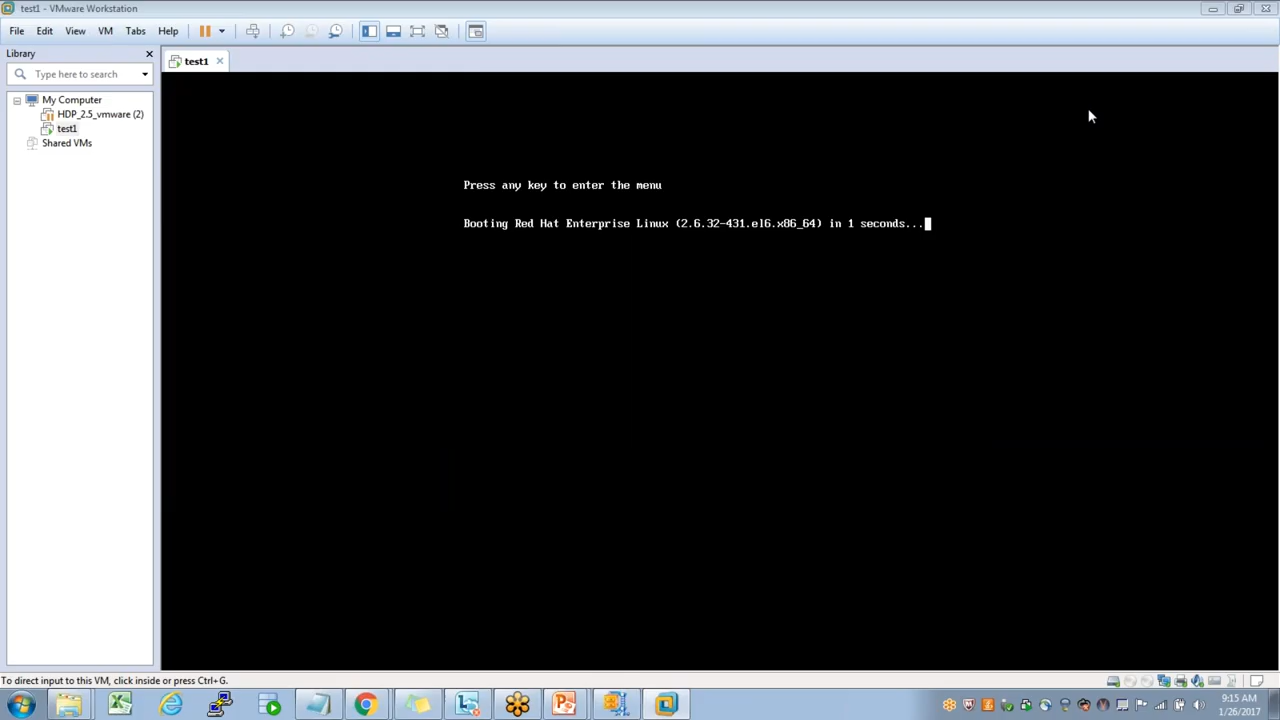 test1 - VMware Workstation
File Edit View VM Tabs Help
Library
Type here to search
test1
My Computer
HDP_2.5_vmware (2)
test1
Shared VMs
Press any key to enter the menu
Booting Red Hat Enterprise Linux (2.6.32-431.el6.x86_64) in 1 seconds...
To direct input to this VM, click inside or press Ctrl+G.
9:15 AM
1/26/2017